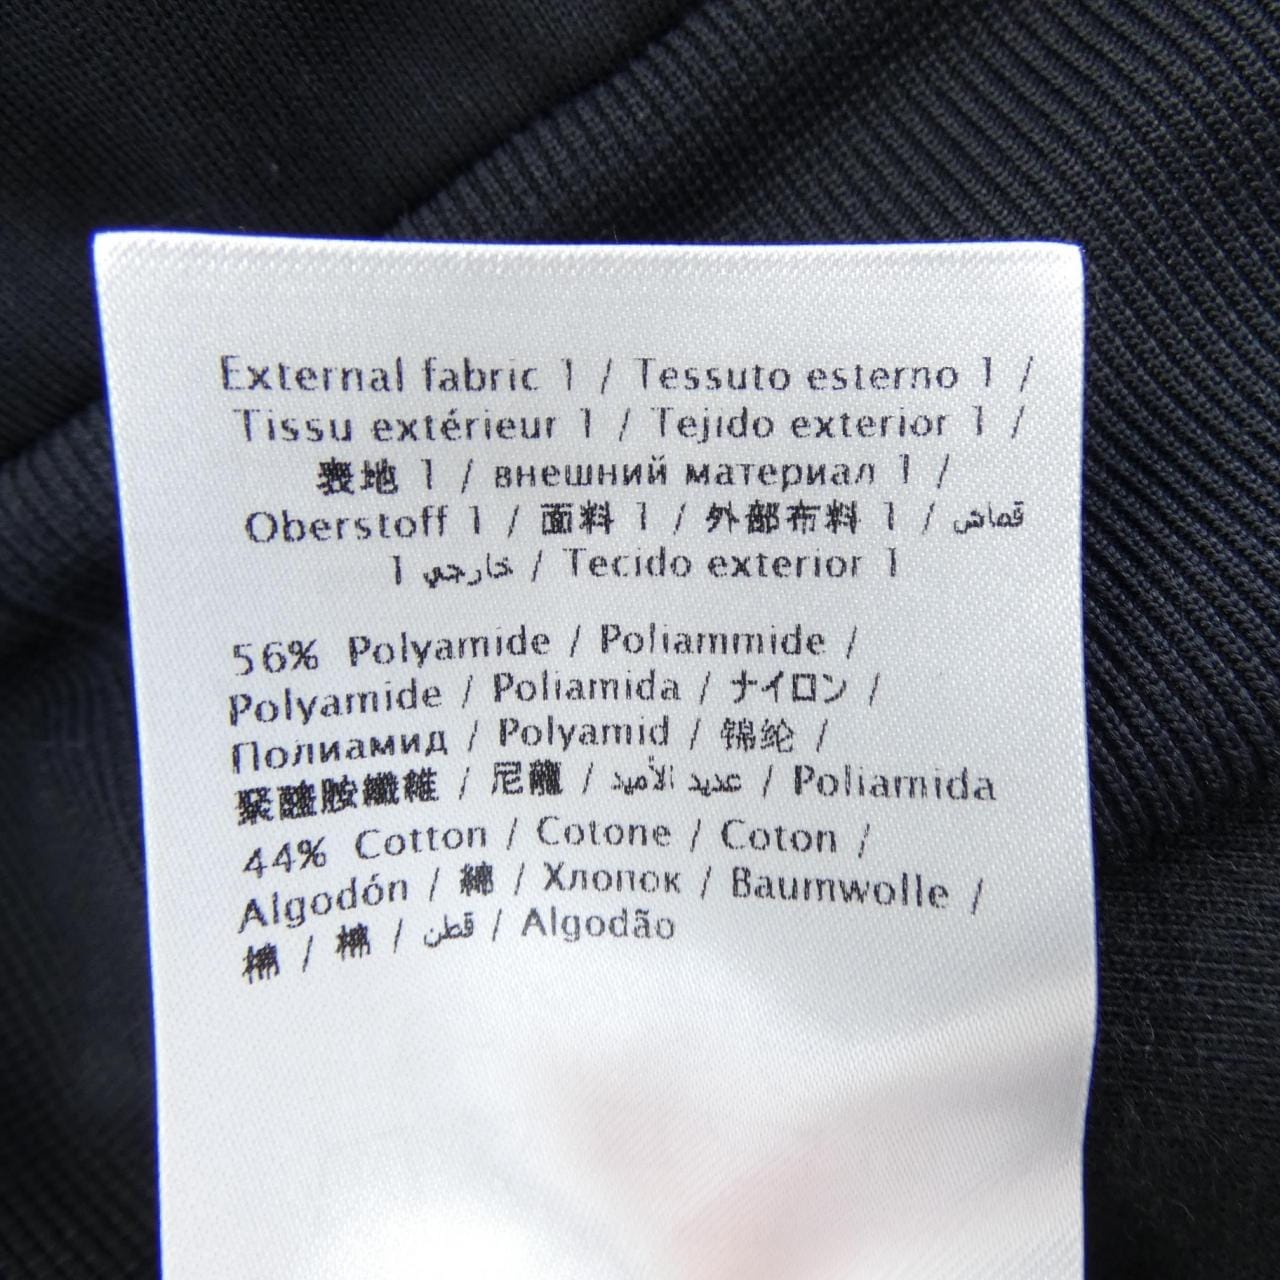 External fabric 1 / Tessuto esterno 1 /
Tissu extérieur 1 / Tejido exterior 1 /
表地 1 / внешний материал 1 /
Oberstoff 1 / 面料 1 / 外部布料 1 / قماش
خارجي 1 / Tecido exterior 1
56% Polyamide / Poliammide /
Polyamide / Poliamida / ナイロン /
Полиамид / Polyamid / 锦纶 /
聚醯胺纖維 / 尼龍 / عديد الأميد / Poliamida
44% Cotton / Cotone / Coton /
Algodón / 綿 / Хлопок / Baumwolle /
棉 / 棉 / قطن / Algodão